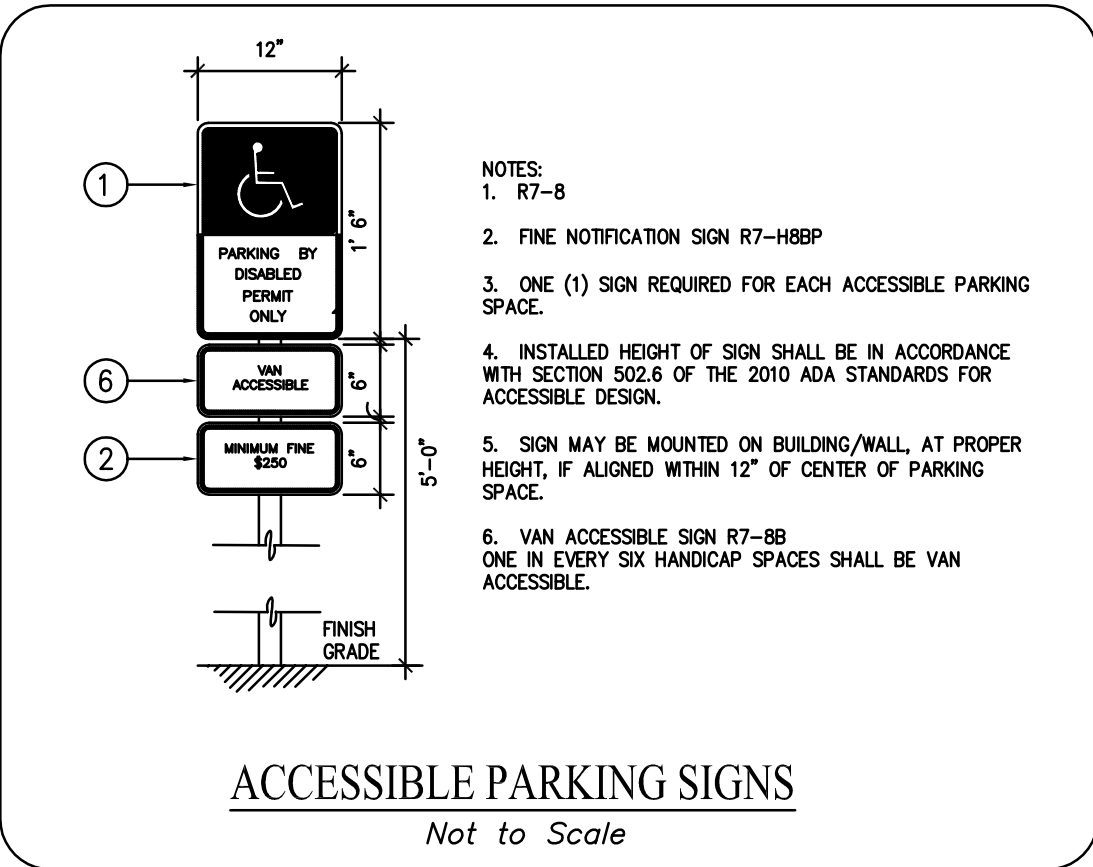 12"
1
1' 6"
PARKING BY
DISABLED
PERMIT
ONLY
6
VAN
ACCESSIBLE
6"
2
MINIMUM FINE
$250
6"
5'-0"
FINISH
GRADE
NOTES:
1. R7-8
2. FINE NOTIFICATION SIGN R7-H8BP
3. ONE (1) SIGN REQUIRED FOR EACH ACCESSIBLE PARKING
SPACE.
4. INSTALLED HEIGHT OF SIGN SHALL BE IN ACCORDANCE
WITH SECTION 502.6 OF THE 2010 ADA STANDARDS FOR
ACCESSIBLE DESIGN.
5. SIGN MAY BE MOUNTED ON BUILDING/WALL, AT PROPER
HEIGHT, IF ALIGNED WITHIN 12" OF CENTER OF PARKING
SPACE.
6. VAN ACCESSIBLE SIGN R7-8B
ONE IN EVERY SIX HANDICAP SPACES SHALL BE VAN
ACCESSIBLE.
ACCESSIBLE PARKING SIGNS
Not to Scale